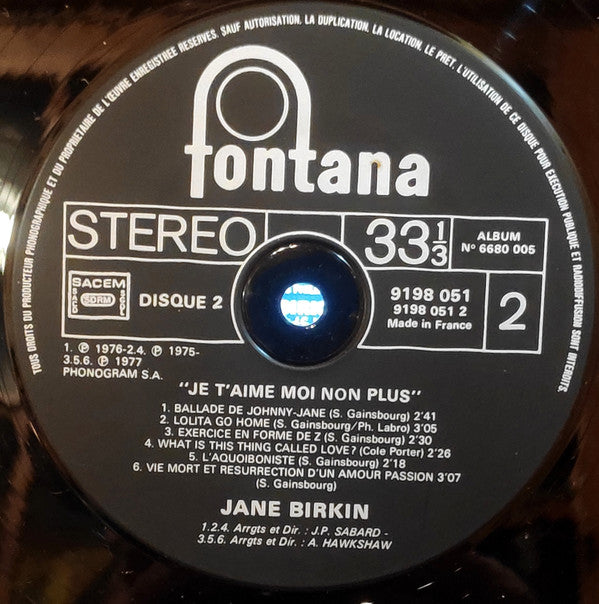 TOUS DROITS DU PRODUCTEUR PHONOGRAPHIQUE ET DU PROPRIETAIRE DE L'ŒUVRE ENREGISTREE RESERVES. SAUF AUTORISATION, LA DUPLICATION, LA LOCATION, LE PRET, L'UTILISATION DE CE DISQUE POUR EXECUTION PUBLIQUE ET RADIODIFFUSION SONT INTERDITS.
fontana
STEREO
33 1/3
ALBUM
N° 6680 005
SACEM
SACD
SDRM
SGDL
DISQUE 2
9198 051
9198 051 2
Made in France
2
1. ℗ 1976-2.4. ℗ 1975-
3.5.6. ℗ 1977
PHONOGRAM S.A.
"JE T'AIME MOI NON PLUS"
1. BALLADE DE JOHNNY-JANE (S. Gainsbourg) 2'41
2. LOLITA GO HOME (S. Gainsbourg/Ph. Labro) 3'05
3. EXERCICE EN FORME DE Z (S. Gainsbourg) 2'30
4. WHAT IS THIS THING CALLED LOVE? (Cole Porter) 2'26
5. L'AQUOIBONISTE (S. Gainsbourg) 2'18
6. VIE MORT ET RESURRECTION D'UN AMOUR PASSION 3'07
(S. Gainsbourg)
JANE BIRKIN
1.2.4. Arrgts et Dir. : J.P. SABARD -
3.5.6. Arrgts et Dir. : A. HAWKSHAW